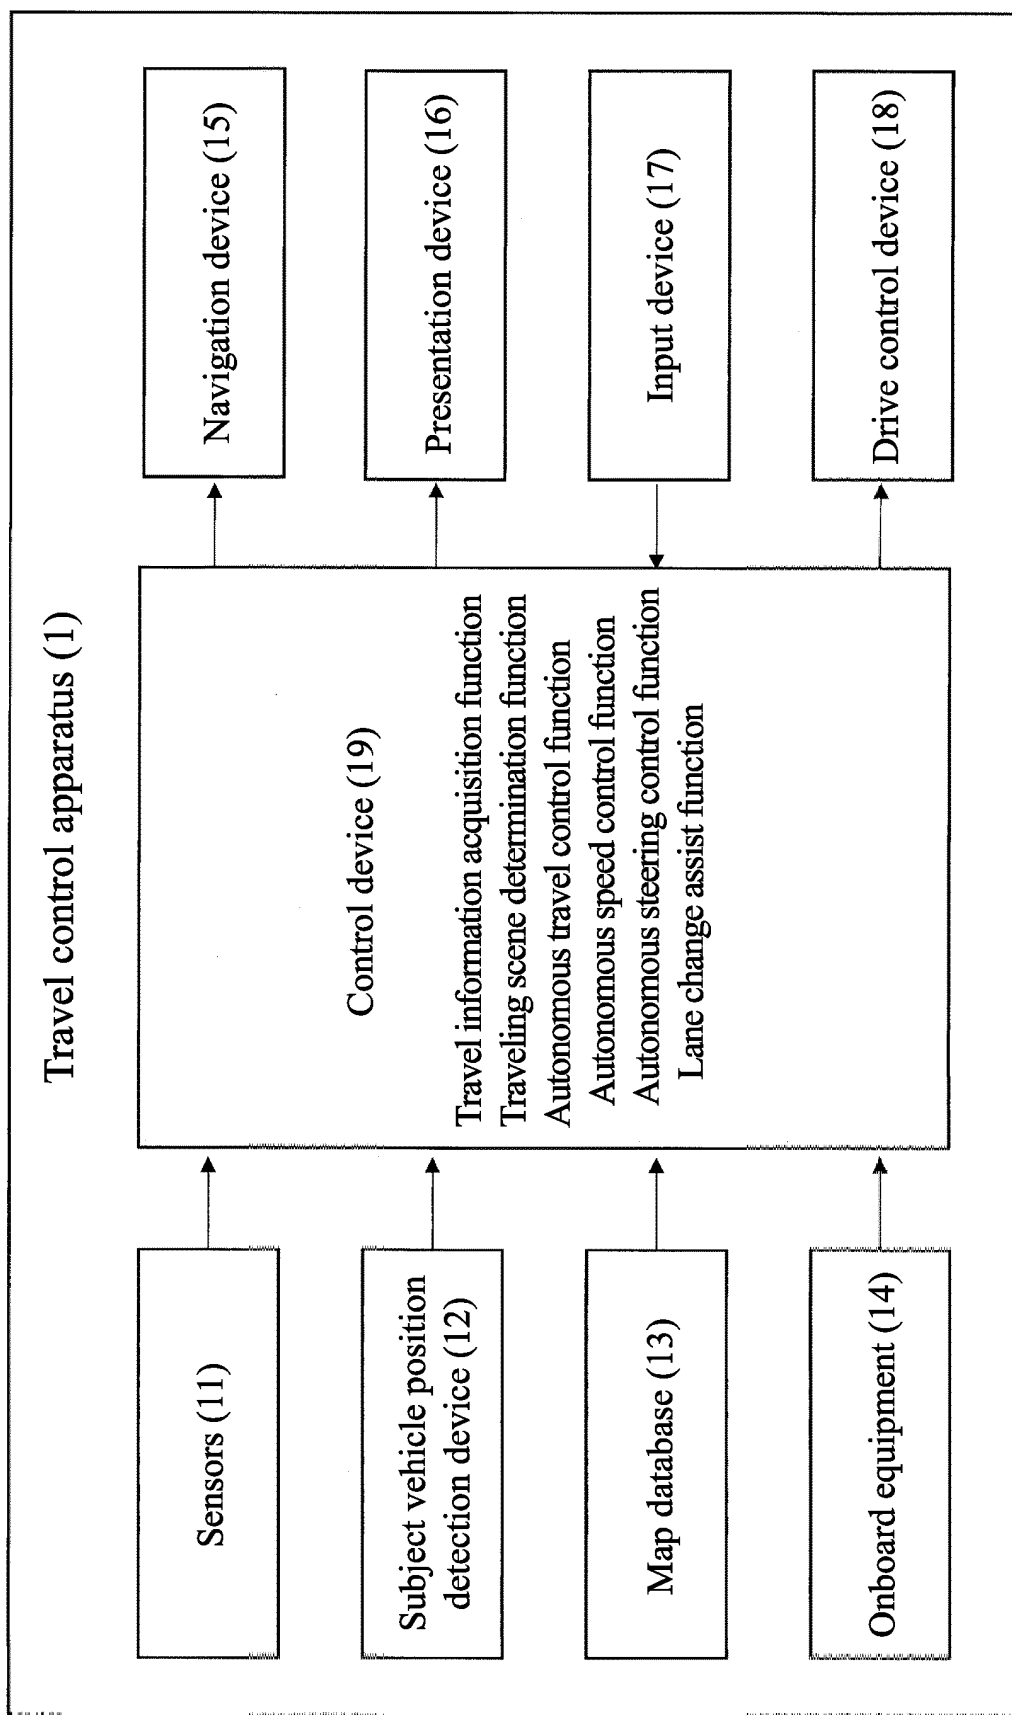 Travel control apparatus (1)
Sensors (11)
Subject vehicle position
detection device (12)
Map database (13)
Onboard equipment (14)
Control device (19)
Travel information acquisition function
Traveling scene determination function
Autonomous travel control function
Autonomous speed control function
Autonomous steering control function
Lane change assist function
Navigation device (15)
Presentation device (16)
Input device (17)
Drive control device (18)